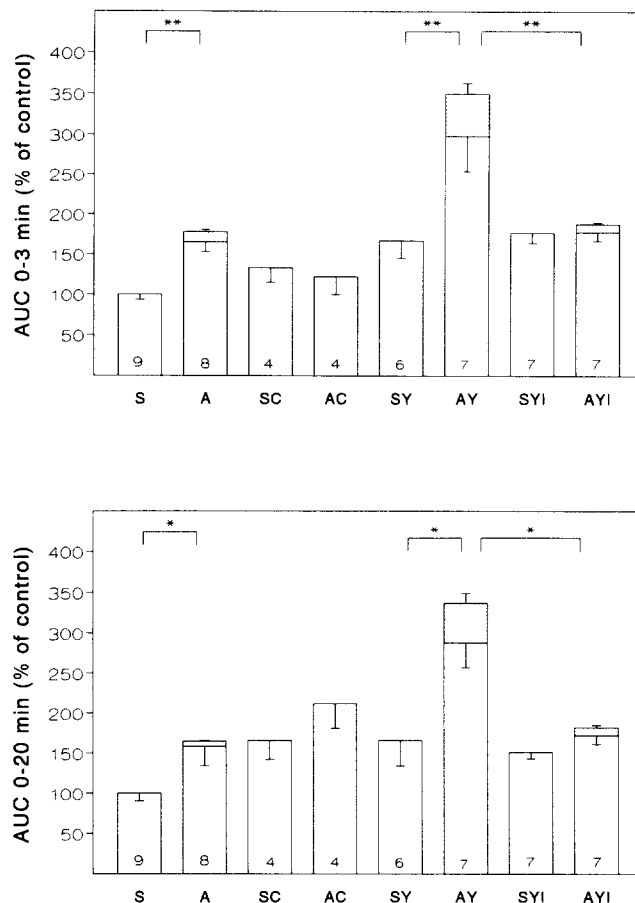 AUC 0-3 min (% of control)
400
350
300
250
200
150
100
50
** ** **
9 8 4 4 6 7 7 7
S A SC AC SY AY SYI AYI
AUC 0-20 min (% of control)
400
350
300
250
200
150
100
50
* * *
9 8 4 4 6 7 7 7
S A SC AC SY AY SYI AYI